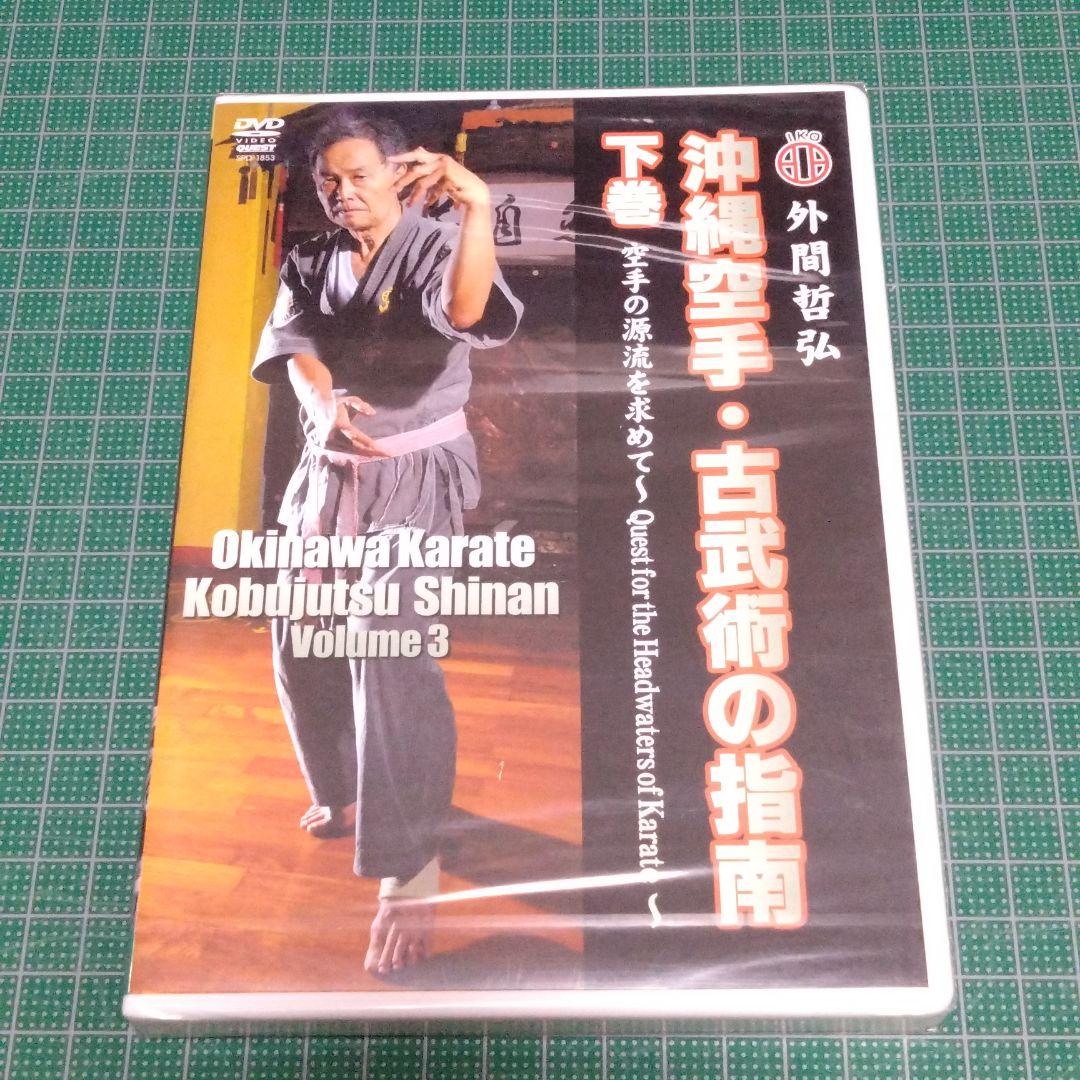 DVD
VIDEO
QUEST
SPD-1853
IKO
外間哲弘
沖縄空手・古武術の指南
下巻
空手の源流を求めて～Quest for the Headwaters of Karate～
Okinawa Karate
Kobujutsu Shinan
Volume 3